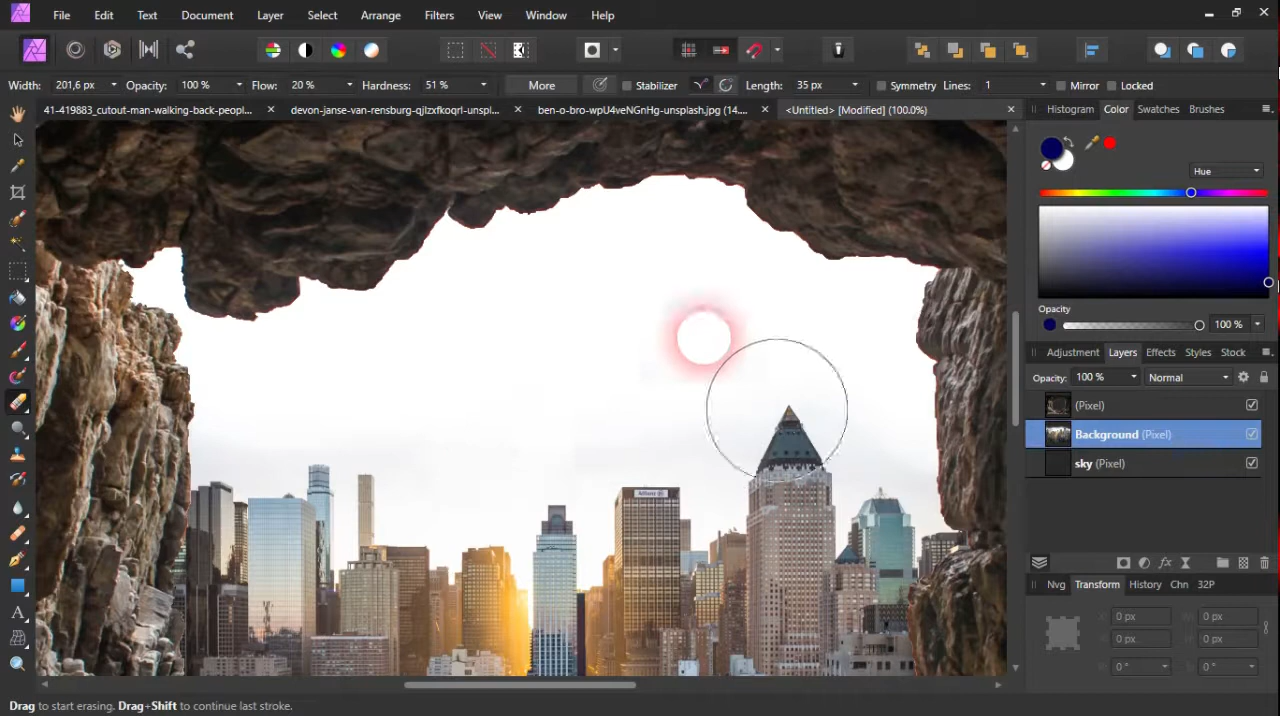 File Edit Text Document Layer Select Arrange Filters View Window Help
Width: 201,6 px Opacity: 100 % Flow: 20 % Hardness: 51 % More Stabilizer Length: 35 px Symmetry Lines: 1 Mirror Locked
41-419883_cutout-man-walking-back-peopl... devon-janse-van-rensburg-qjlzxfkoqrl-unspl... ben-o-bro-wpU4veNGnHg-unsplash.jpg (14.... <Untitled> [Modified] (100.0%)
Histogram Color Swatches Brushes
Hue
Opacity
100 %
Adjustment Layers Effects Styles Stock
Opacity: 100 % Normal
(Pixel)
Background (Pixel)
sky (Pixel)
Allianz
Nvg Transform History Chn 32P
X: 0 px W: 0 px
Y: 0 px H: 0 px
R: 0 ° S: 0 °
Drag to start erasing. Drag+Shift to continue last stroke.